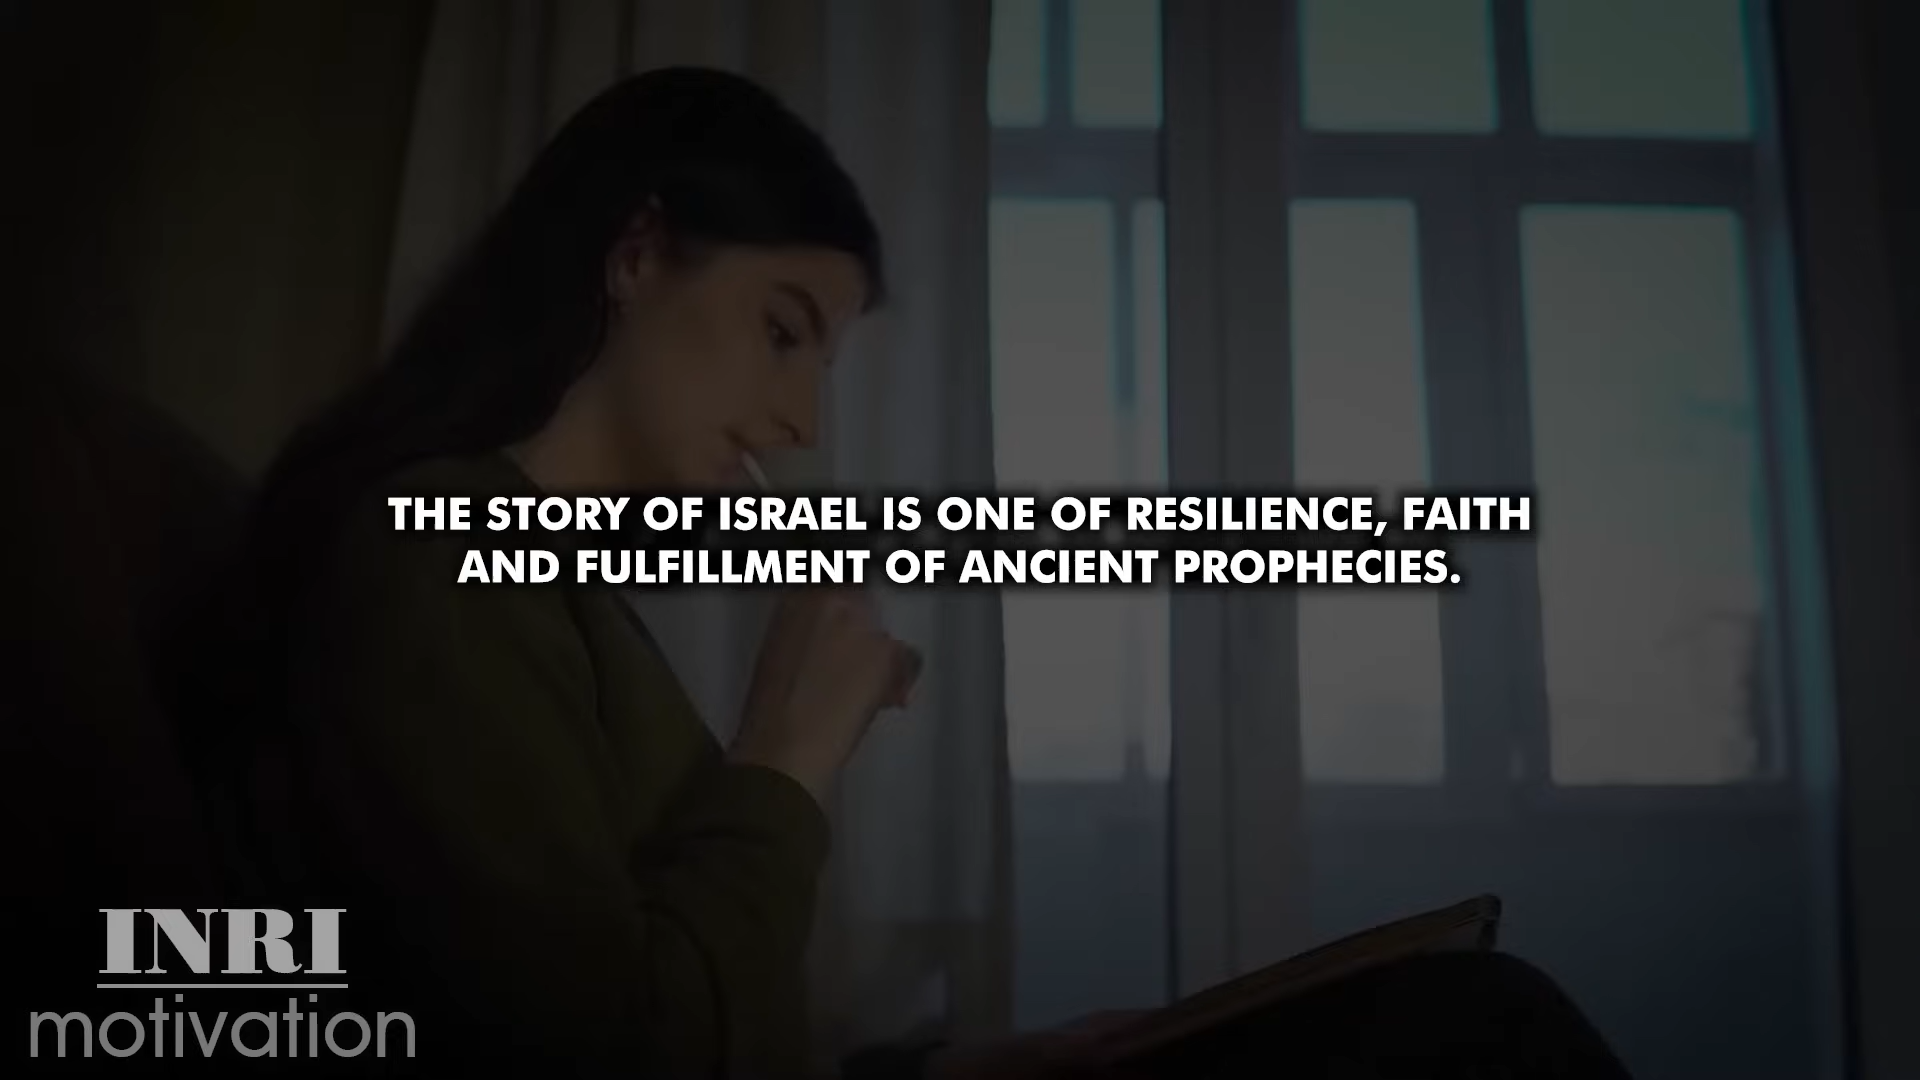 THE STORY OF ISRAEL IS ONE OF RESILIENCE, FAITH
AND FULFILLMENT OF ANCIENT PROPHECIES.
INRI
motivation